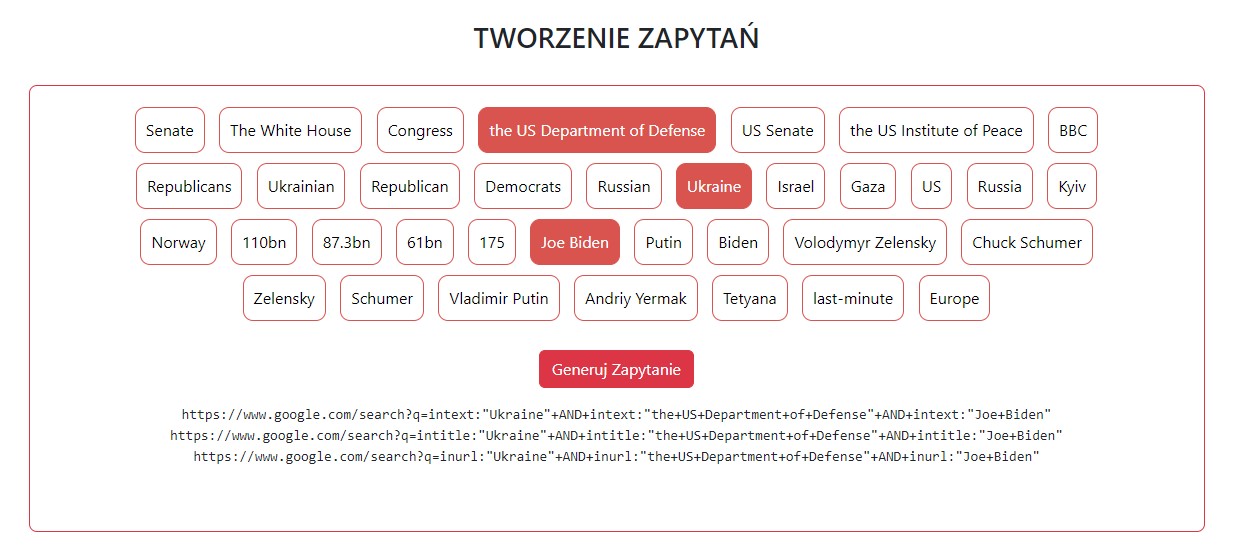 TWORZENIE ZAPYTAŃ
Senate The White House Congress the US Department of Defense US Senate the US Institute of Peace BBC
Republicans Ukrainian Republican Democrats Russian Ukraine Israel Gaza US Russia Kyiv
Norway 110bn 87.3bn 61bn 175 Joe Biden Putin Biden Volodymyr Zelensky Chuck Schumer
Zelensky Schumer Vladimir Putin Andriy Yermak Tetyana last-minute Europe
Generuj Zapytanie
https://www.google.com/search?q=intext:"Ukraine"+AND+intext:"the+US+Department+of+Defense"+AND+intext:"Joe+Biden"
https://www.google.com/search?q=intitle:"Ukraine"+AND+intitle:"the+US+Department+of+Defense"+AND+intitle:"Joe+Biden"
https://www.google.com/search?q=inurl:"Ukraine"+AND+inurl:"the+US+Department+of+Defense"+AND+inurl:"Joe+Biden"